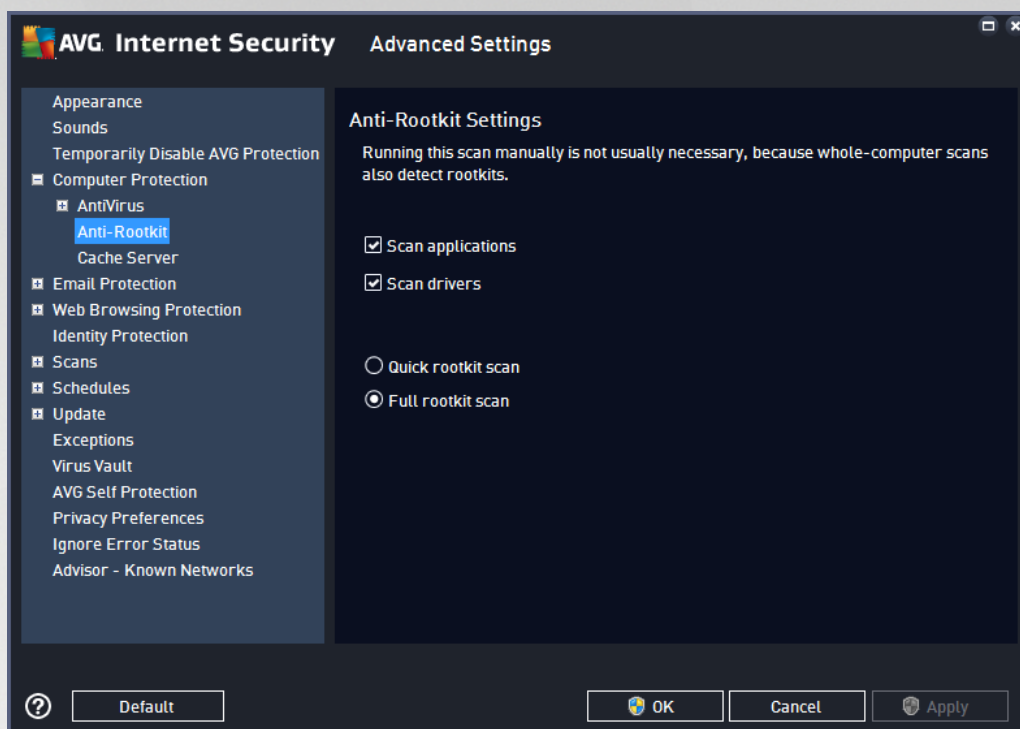 AVG. Internet Security Advanced Settings
Appearance
Sounds
Temporarily Disable AVG Protection
Computer Protection
AntiVirus
Anti-Rootkit
Cache Server
Email Protection
Web Browsing Protection
Identity Protection
Scans
Schedules
Update
Exceptions
Virus Vault
AVG Self Protection
Privacy Preferences
Ignore Error Status
Advisor - Known Networks
Anti-Rootkit Settings
Running this scan manually is not usually necessary, because whole-computer scans
also detect rootkits.
Scan applications
Scan drivers
Quick rootkit scan
Full rootkit scan
? Default OK Cancel Apply